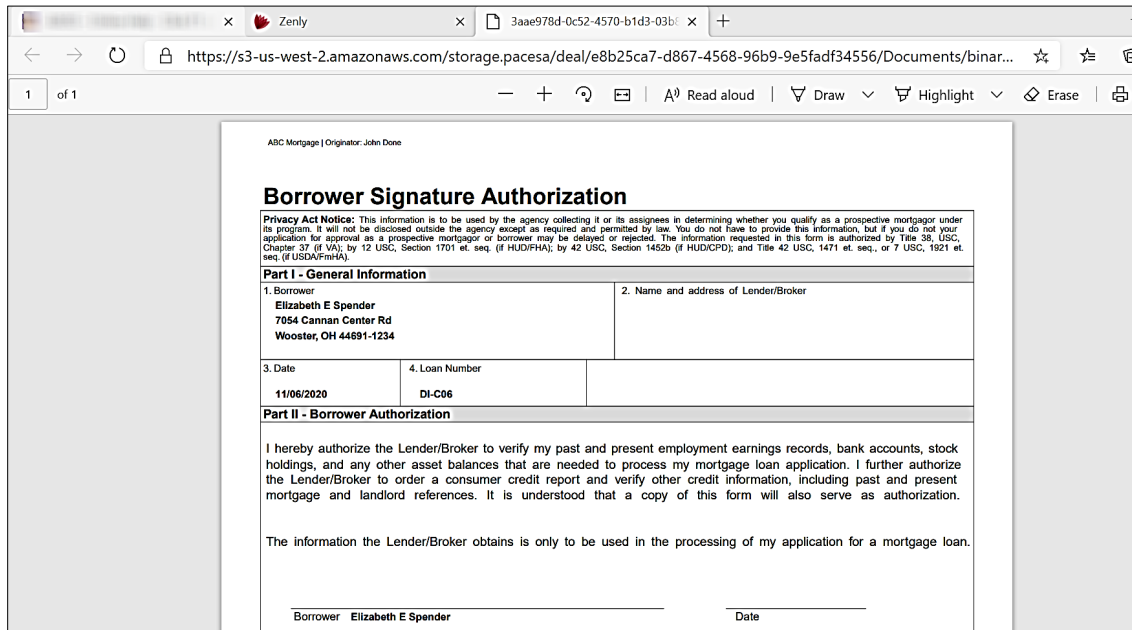 Zenly
3aae978d-0c52-4570-b1d3-03b
https://s3-us-west-2.amazonaws.com/storage.pacesa/deal/e8b25ca7-d867-4568-96b9-9e5fadf34556/Documents/binar...
1 of 1
Read aloud
Draw
Highlight
Erase
ABC Mortgage | Originator: John Done
Borrower Signature Authorization
Privacy Act Notice: This information is to be used by the agency collecting it or its assignees in determining whether you qualify as a prospective mortgagor under
its program. It will not be disclosed outside the agency except as required and permitted by law. You do not have to provide this information, but if you do not your
application for approval as a prospective mortgagor or borrower may be delayed or rejected. The information requested in this form is authorized by Title 38, USC,
Chapter 37 (if VA); by 12 USC, Section 1701 et. seq. (if HUD/FHA); by 42 USC, Section 1452b (if HUD/CPD); and Title 42 USC, 1471 et. seq., or 7 USC, 1921 et.
seq. (if USDA/FmHA).
Part I - General Information
1. Borrower
Elizabeth E Spender
7054 Cannan Center Rd
Wooster, OH 44691-1234
2. Name and address of Lender/Broker
3. Date
11/06/2020
4. Loan Number
DI-C06
Part II - Borrower Authorization
I hereby authorize the Lender/Broker to verify my past and present employment earnings records, bank accounts, stock
holdings, and any other asset balances that are needed to process my mortgage loan application. I further authorize
the Lender/Broker to order a consumer credit report and verify other credit information, including past and present
mortgage and landlord references. It is understood that a copy of this form will also serve as authorization.
The information the Lender/Broker obtains is only to be used in the processing of my application for a mortgage loan.
Borrower Elizabeth E Spender
Date